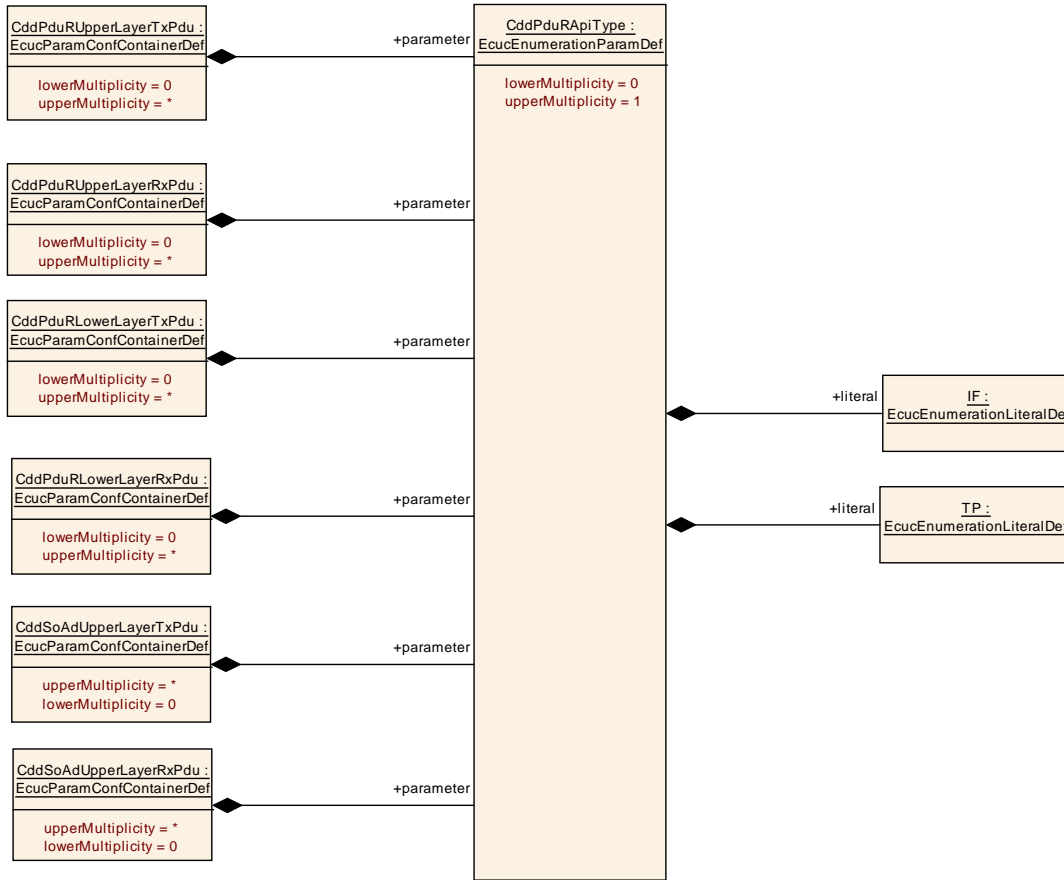 CddPduRUpperLayerTxPdu :
EcucParamConfContainerDef
lowerMultiplicity = 0
upperMultiplicity = *
+parameter
CddPduRApiType :
EcucEnumerationParamDef
lowerMultiplicity = 0
upperMultiplicity = 1
CddPduRUpperLayerRxPdu :
EcucParamConfContainerDef
lowerMultiplicity = 0
upperMultiplicity = *
+parameter
CddPduRLowerLayerTxPdu :
EcucParamConfContainerDef
lowerMultiplicity = 0
upperMultiplicity = *
+parameter
+literal
IF :
EcucEnumerationLiteralDe
CddPduRLowerLayerRxPdu :
EcucParamConfContainerDef
lowerMultiplicity = 0
upperMultiplicity = *
+parameter
+literal
TP :
EcucEnumerationLiteralDe
CddSoAdUpperLayerTxPdu :
EcucParamConfContainerDef
upperMultiplicity = *
lowerMultiplicity = 0
+parameter
CddSoAdUpperLayerRxPdu :
EcucParamConfContainerDef
upperMultiplicity = *
lowerMultiplicity = 0
+parameter